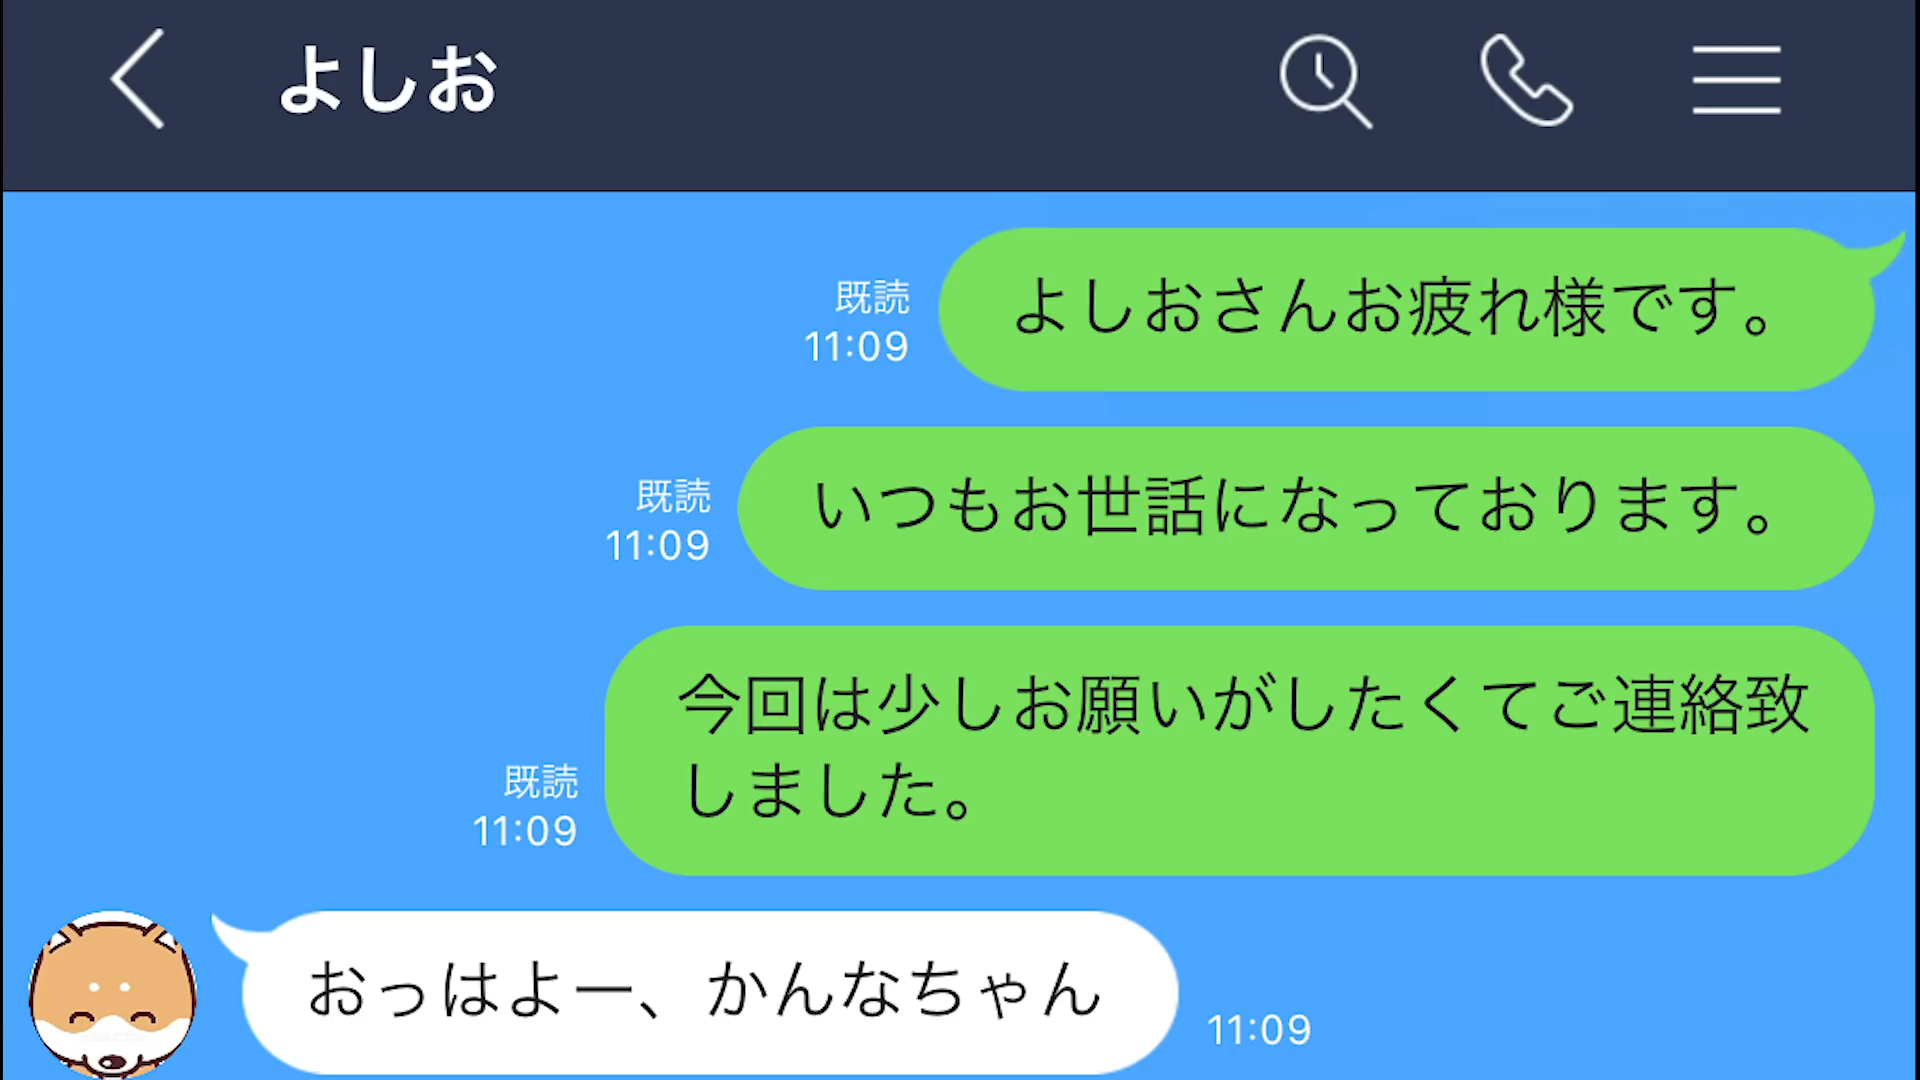 よしお
よしおさんお疲れ様です。
既読
11:09
いつもお世話になっております。
既読
11:09
今回は少しお願いがしたくてご連絡致
しました。
既読
11:09
おっはよー、かんなちゃん
11:09